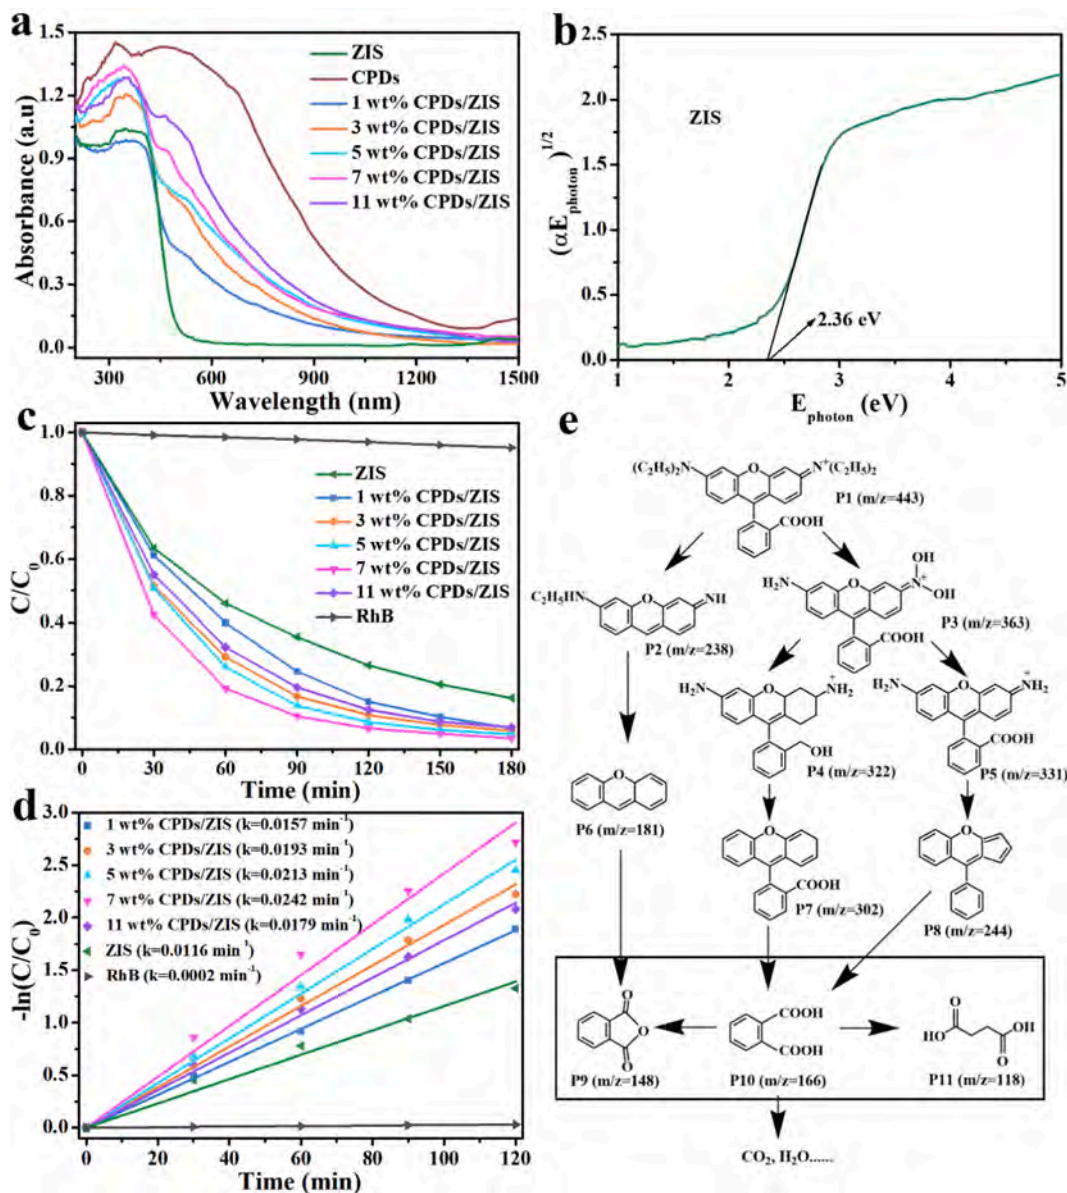 a
1.5
1.2
0.9
0.6
0.3
0.0
Absorbance (a.u)
300
600
900
1200
1500
Wavelength (nm)
ZIS
CPDs
1 wt% CPDs/ZIS
3 wt% CPDs/ZIS
5 wt% CPDs/ZIS
7 wt% CPDs/ZIS
11 wt% CPDs/ZIS
b
2.5
2.0
1.5
1.0
0.5
0.0
(αE photon)^1/2
ZIS
2.36 eV
1
2
3
4
5
E photon (eV)
c
1.0
0.8
0.6
0.4
0.2
0.0
C/C0
0
30
60
90
120
150
180
Time (min)
ZIS
1 wt% CPDs/ZIS
3 wt% CPDs/ZIS
5 wt% CPDs/ZIS
7 wt% CPDs/ZIS
11 wt% CPDs/ZIS
RhB
d
3.0
2.5
2.0
1.5
1.0
0.5
0.0
-ln(C/C0)
1 wt% CPDs/ZIS (k=0.0157 min-1)
3 wt% CPDs/ZIS (k=0.0193 min-1)
5 wt% CPDs/ZIS (k=0.0213 min-1)
7 wt% CPDs/ZIS (k=0.0242 min-1)
11 wt% CPDs/ZIS (k=0.0179 min-1)
ZIS (k=0.0116 min-1)
RhB (k=0.0002 min-1)
0
20
40
60
80
100
120
Time (min)
e
(C2H5)2N
O
N+(C2H5)2
COOH
P1 (m/z=443)
C2H5HN
O
NH
P2 (m/z=238)
H2N
O
N+
OH
OH
COOH
P3 (m/z=363)
H2N
O
NH2+
OH
P4 (m/z=322)
H2N
O
NH2+
COOH
P5 (m/z=331)
O
P6 (m/z=181)
O
COOH
P7 (m/z=302)
O
P8 (m/z=244)
O
O
O
P9 (m/z=148)
COOH
COOH
P10 (m/z=166)
O
HO
OH
O
P11 (m/z=118)
CO2, H2O......